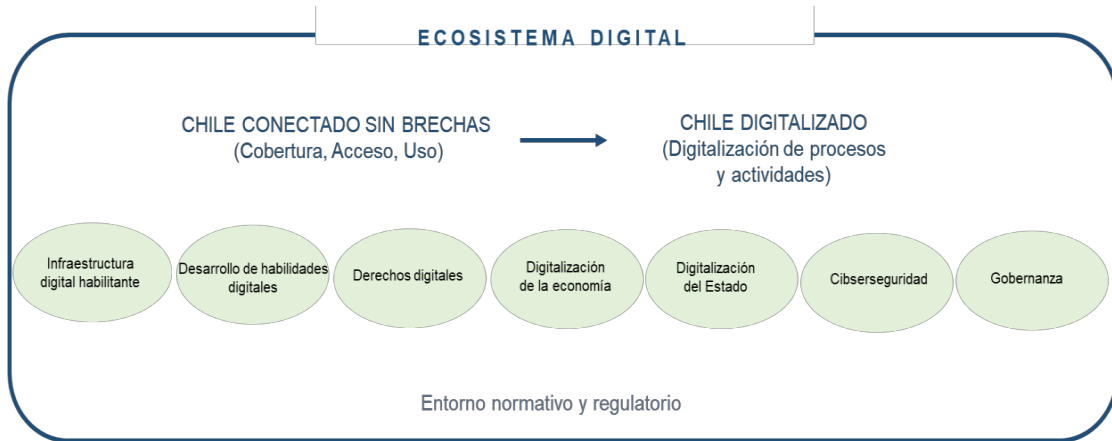 ECOSISTEMA DIGITAL
CHILE CONECTADO SIN BRECHAS
(Cobertura, Acceso, Uso)
CHILE DIGITALIZADO
(Digitalización de procesos
y actividades)
Infraestructura
digital habilitante
Desarrollo de habilidades
digitales
Derechos digitales
Digitalización
de la economía
Digitalización
del Estado
Cibserseguridad
Gobernanza
Entorno normativo y regulatorio